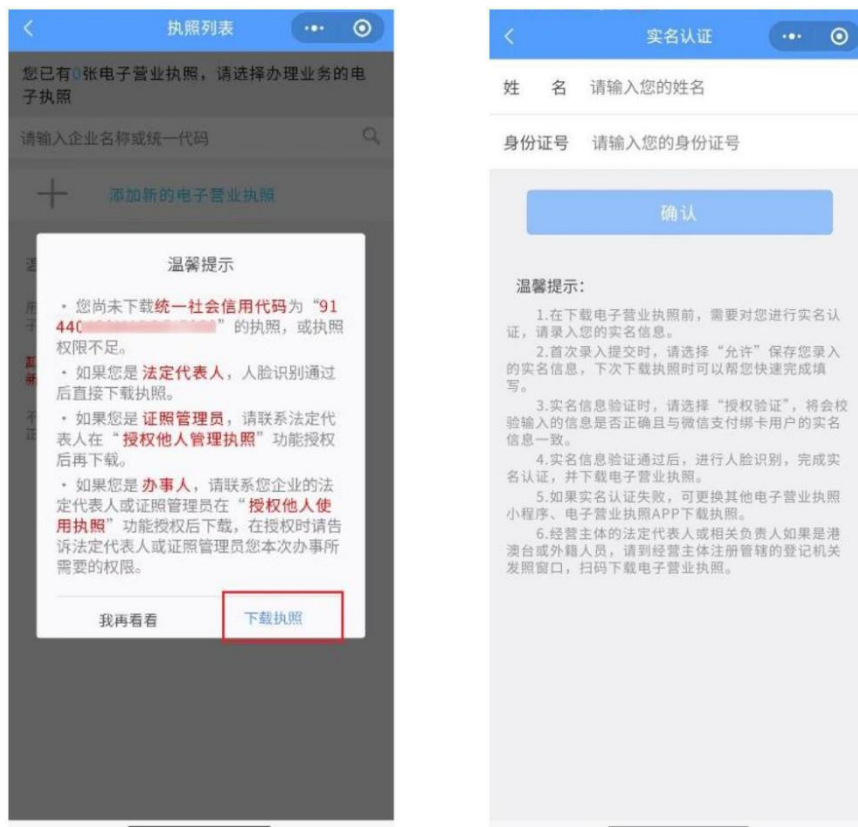 执照列表
您已有0张电子营业执照，请选择办理业务的电
子执照
请输入企业名称或统一代码
添加新的电子营业执照
温馨提示
· 您尚未下载统一社会信用代码为“91
440”的执照，或执照
权限不足。
· 如果您是法定代表人，人脸识别通过
后直接下载执照。
· 如果您是证照管理员，请联系法定代
表人在“授权他人管理执照”功能授权
后再下载。
· 如果您是办事人，请联系您企业的法
定代表人或证照管理员在“授权他人使
用执照”功能授权后下载，在授权时请告
诉法定代表人或证照管理员您本次办事所
需要的权限。
我再看看
下载执照
实名认证
姓 名 请输入您的姓名
身份证号 请输入您的身份证号
确认
温馨提示：
1.在下载电子营业执照前，需要对您进行实名认
证，请录入您的实名信息。
2.首次录入提交时，请选择“允许”保存您录入
的实名信息，下次下载执照时可以帮您快速完成填
写。
3.实名信息验证时，请选择“授权验证”，将会校
验输入的信息是否正确且与微信支付绑卡用户的实名
信息一致。
4.实名信息验证通过后，进行人脸识别，完成实
名认证，并下载电子营业执照。
5.如果实名认证失败，可更换其他电子营业执照
小程序、电子营业执照APP下载执照。
6.经营主体的法定代表人或相关负责人如果是港
澳台或外籍人员，请到经营主体注册管辖的登记机关
发照窗口，扫码下载电子营业执照。